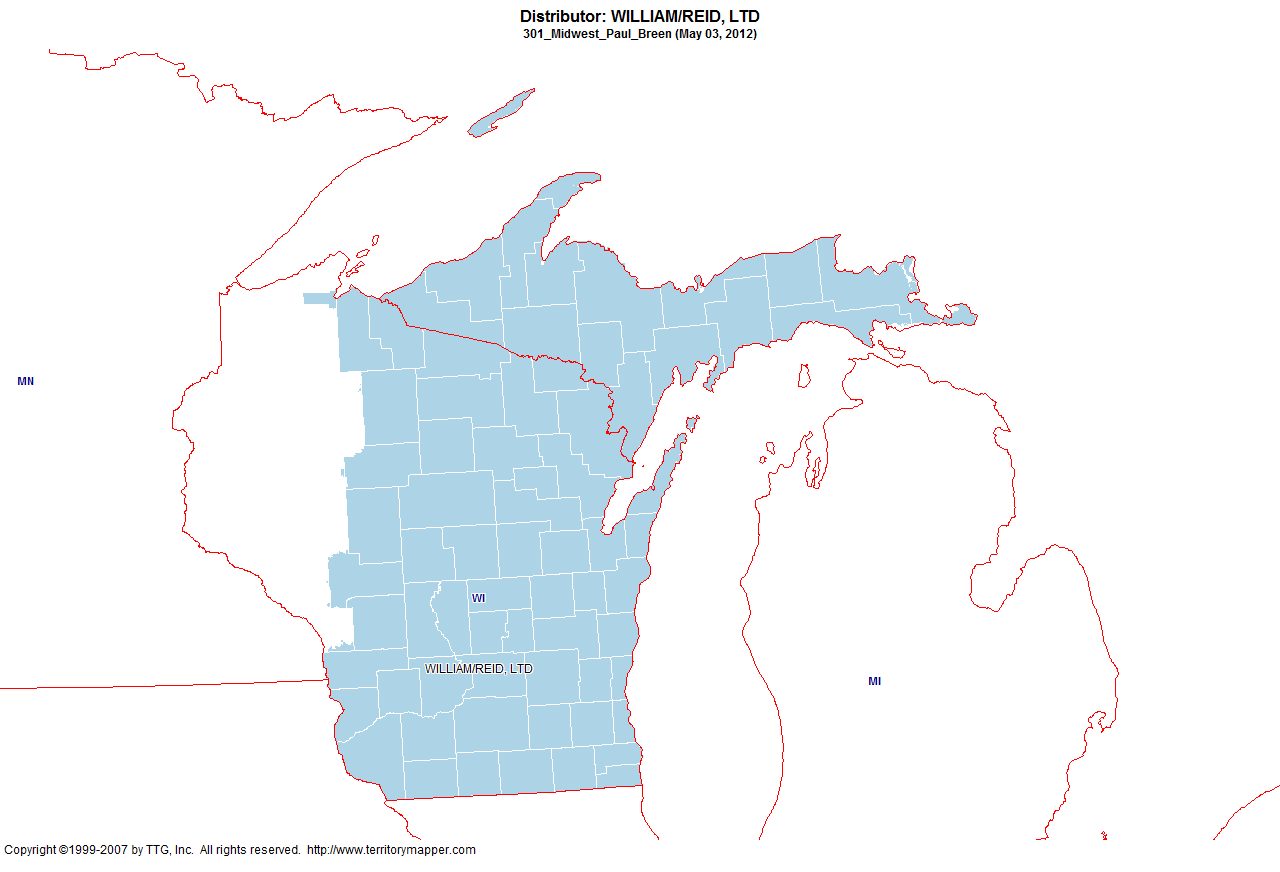 Distributor: WILLIAM/REID, LTD
301_Midwest_Paul_Breen (May 03, 2012)
MN
WI
WILLIAM/REID, LTD
MI
Copyright ©1999-2007 by TTG, Inc. All rights reserved. http://www.territorymapper.com